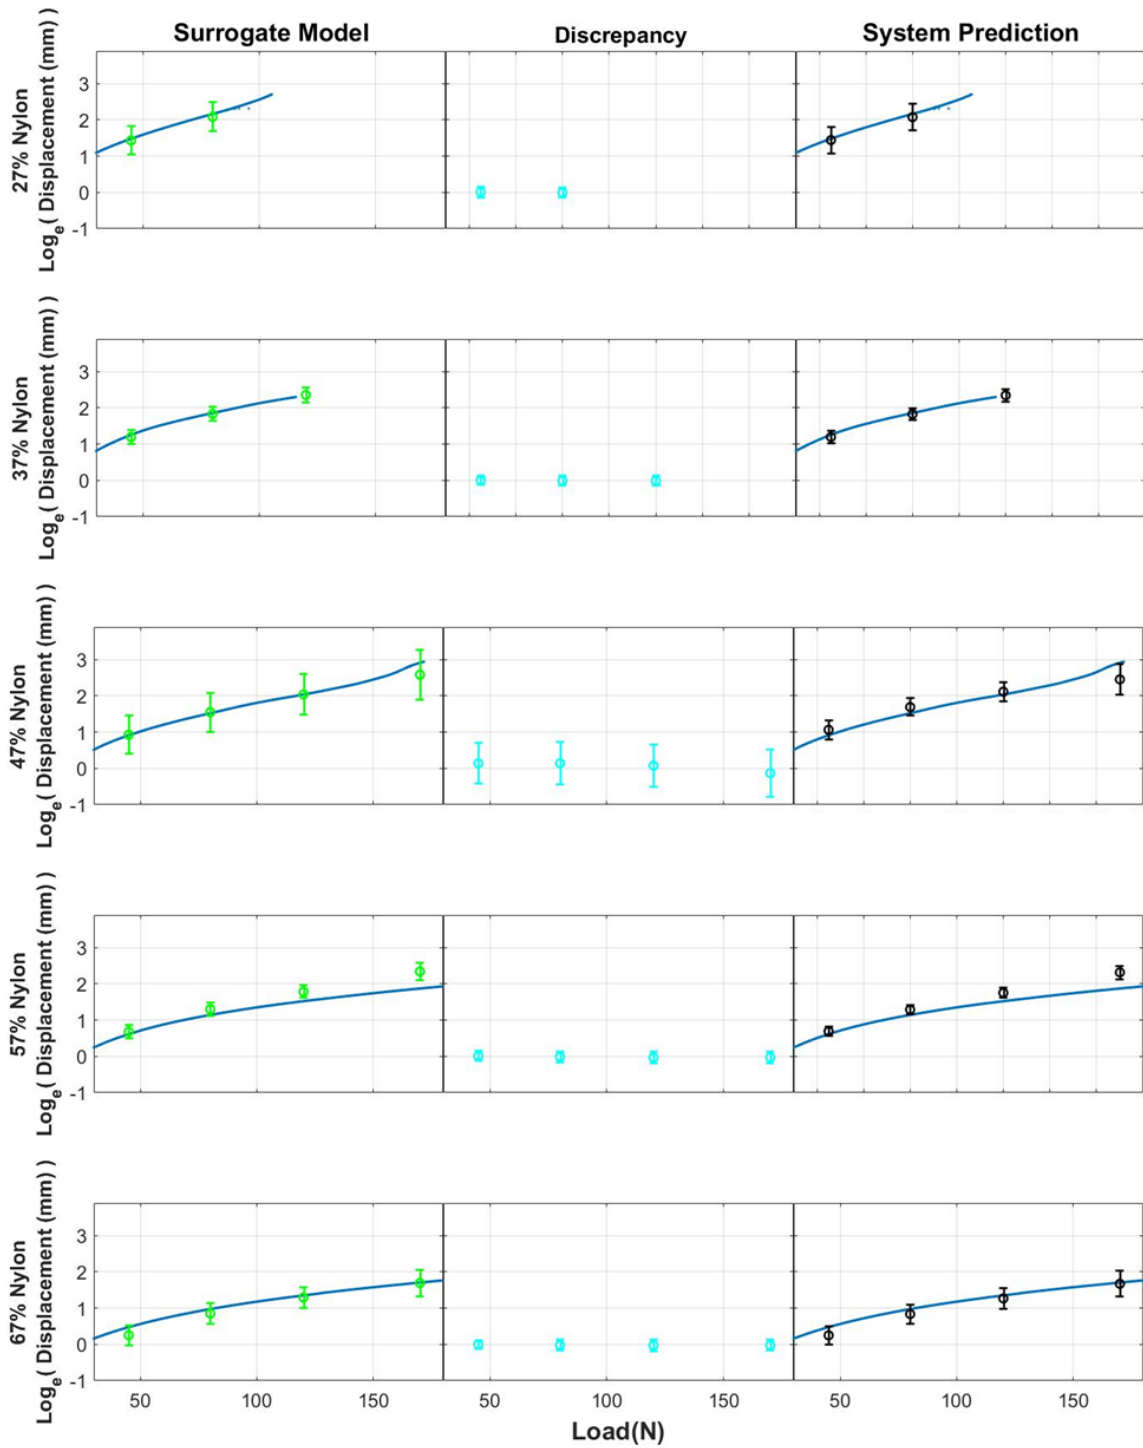 Surrogate Model Discrepancy System Prediction
27% Nylon
Log_e( Displacement (mm) )
3
2
1
0
-1
37% Nylon
Log_e( Displacement (mm) )
3
2
1
0
-1
47% Nylon
Log_e( Displacement (mm) )
3
2
1
0
-1
57% Nylon
Log_e( Displacement (mm) )
3
2
1
0
-1
67% Nylon
Log_e( Displacement (mm) )
3
2
1
0
-1
50 100 150 50 100 150 50 100 150
Load(N)